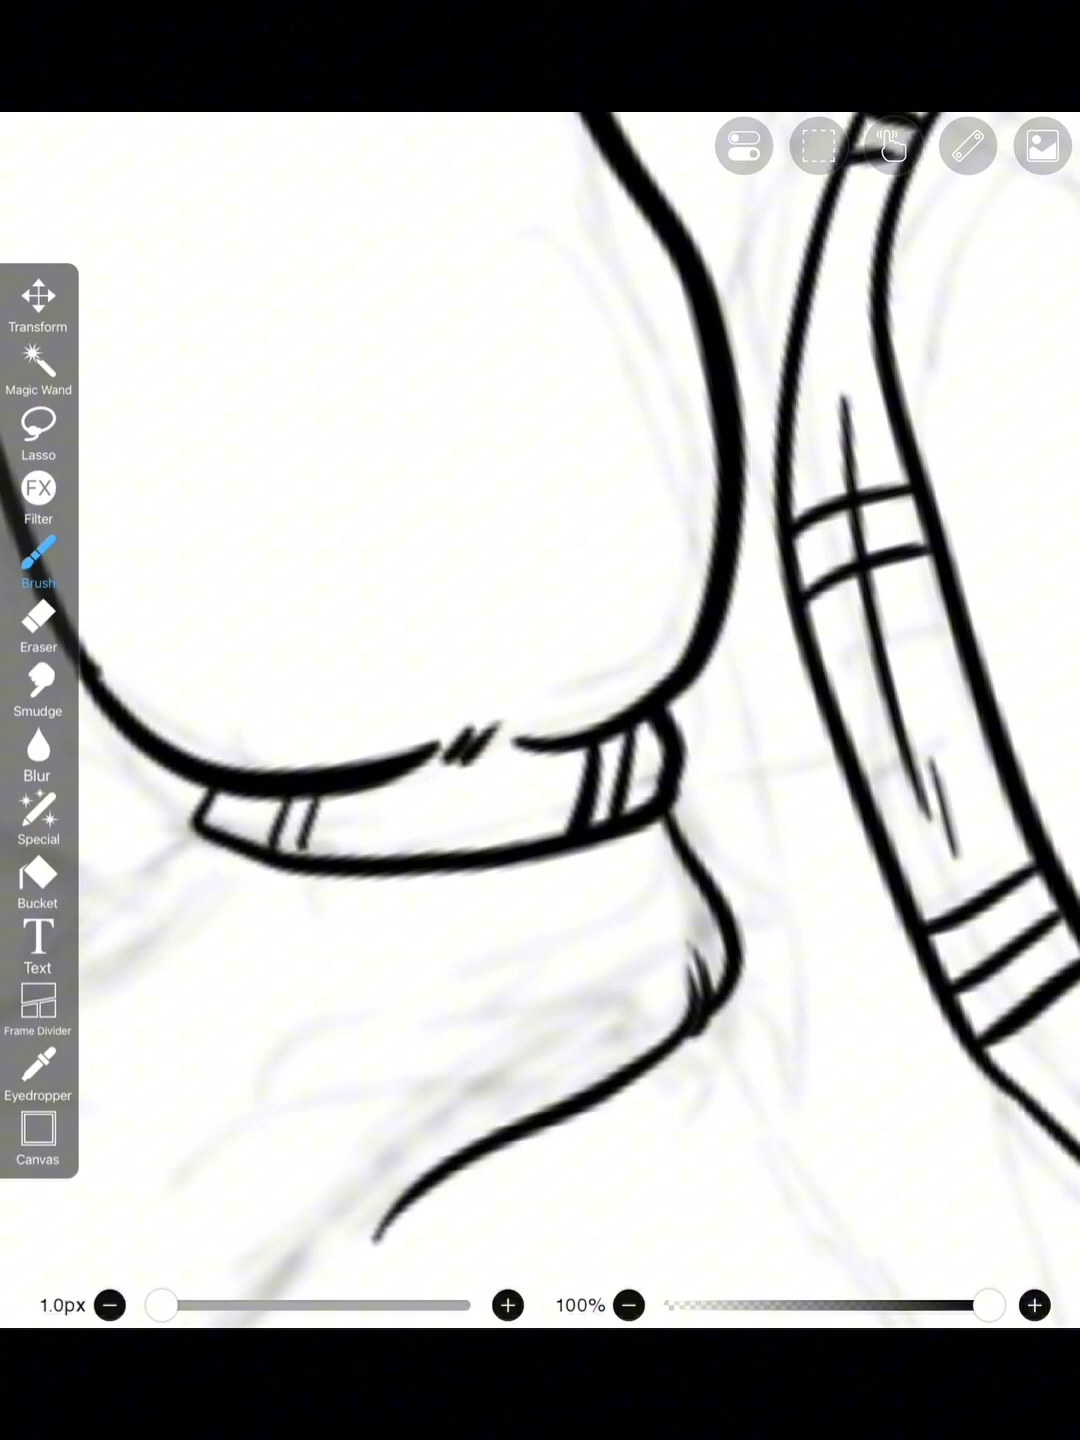 Transform
Magic Wand
Lasso
FX
Filter
Brush
Eraser
Smudge
Blur
Special
Bucket
T
Text
Frame Divider
Eyedropper
Canvas
1.0px
100%